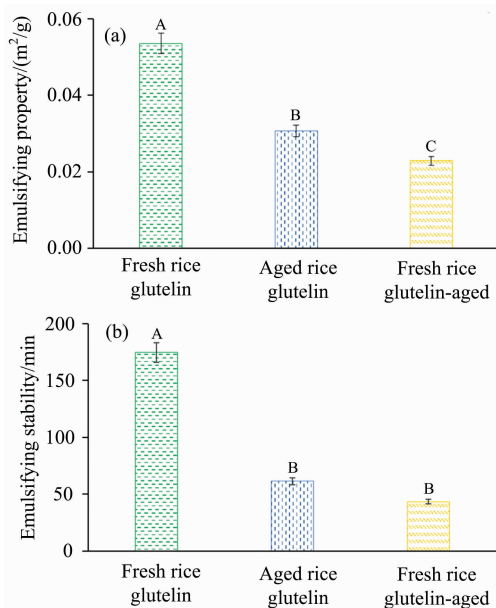 (a)
Emulsifying property/(m²/g)
0.06
0.04
0.02
0.00
A
B
C
Fresh rice
glutelin
Aged rice
glutelin
Fresh rice
glutelin-aged
(b)
Emulsifying stability/min
200
150
100
50
0
A
B
B
Fresh rice
glutelin
Aged rice
glutelin
Fresh rice
glutelin-aged